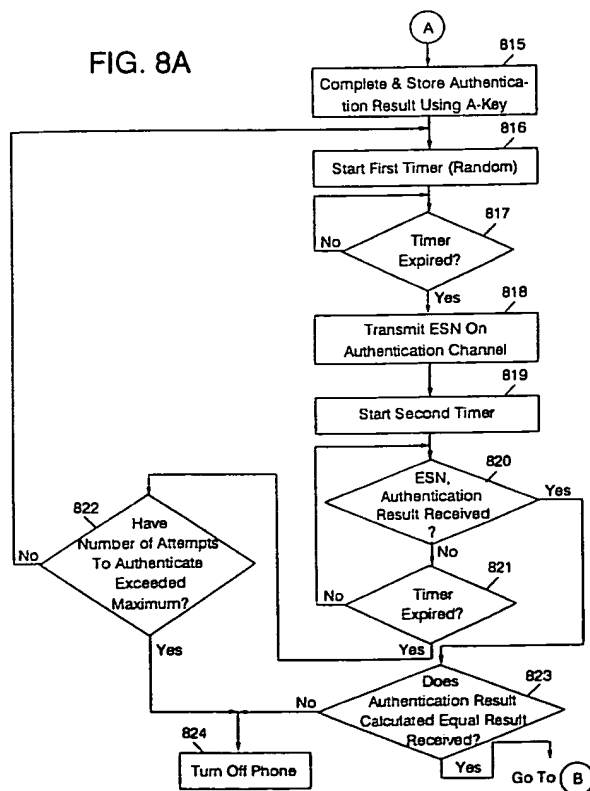 FIG. 8A
A
815
Complete & Store Authentica-
tion Result Using A-Key
816
Start First Timer (Random)
817
Timer
Expired?
No
Yes
818
Transmit ESN On
Authentication Channel
819
Start Second Timer
820
ESN,
Authentication
Result Received
?
Yes
No
821
Timer
Expired?
No
Yes
822
Have
Number of Attempts
To Authenticate
Exceeded
Maximum?
No
Yes
823
Does
Authentication Result
Calculated Equal Result
Received?
No
Yes
824
Turn Off Phone
Go To B